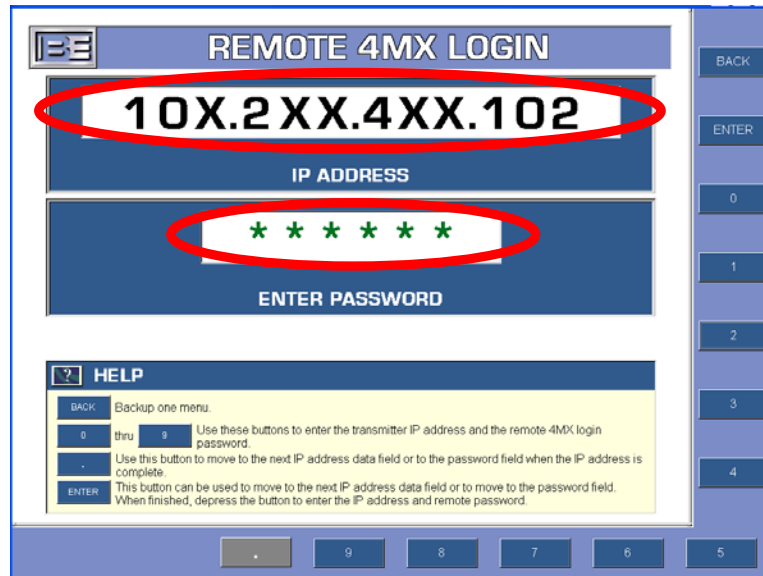 BE
REMOTE 4MX LOGIN
10X.2XX.4XX.102
IP ADDRESS
******
ENTER PASSWORD
? HELP
BACK Backup one menu.
0 thru 9 Use these buttons to enter the transmitter IP address and the remote 4MX login
password.
. Use this button to move to the next IP address data field or to the password field when the IP address is
complete.
ENTER This button can be used to move to the next IP address data field or to move to the password field.
When finished, depress the button to enter the IP address and remote password.
BACK
ENTER
0
1
2
3
4
. 9 8 7 6 5